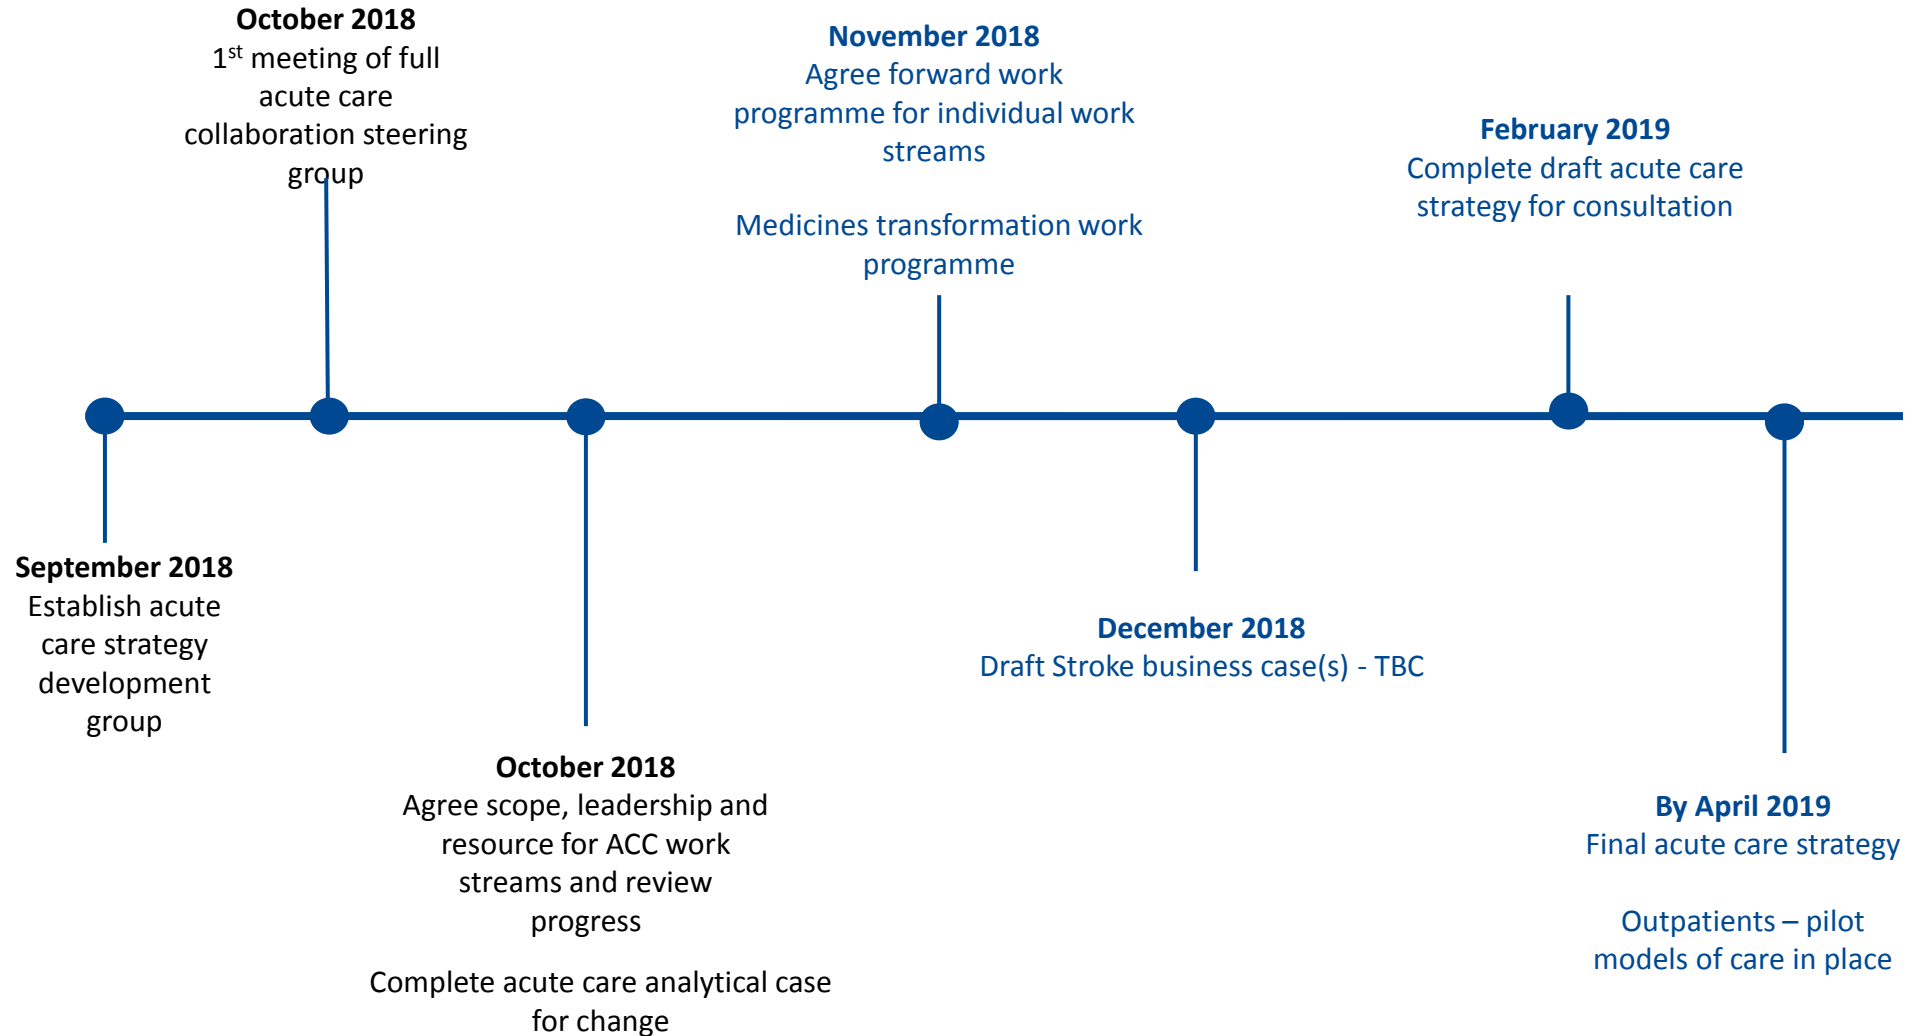 October 2018
1st meeting of full
acute care
collaboration steering
group
November 2018
Agree forward work
programme for individual work
streams
Medicines transformation work
programme
February 2019
Complete draft acute care
strategy for consultation
September 2018
Establish acute
care strategy
development
group
October 2018
Agree scope, leadership and
resource for ACC work
streams and review
progress
Complete acute care analytical case
for change
December 2018
Draft Stroke business case(s) - TBC
By April 2019
Final acute care strategy
Outpatients – pilot
models of care in place